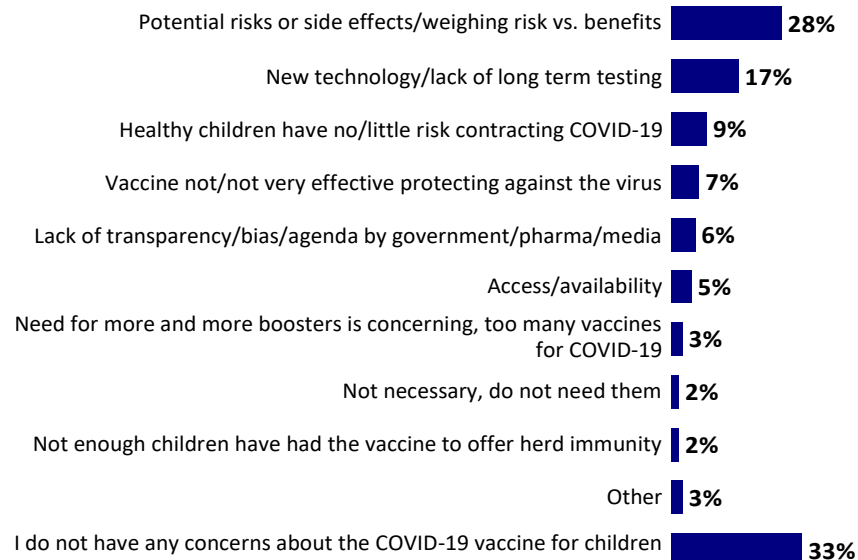 Potential risks or side effects/weighing risk vs. benefits 28%
New technology/lack of long term testing 17%
Healthy children have no/little risk contracting COVID-19 9%
Vaccine not/not very effective protecting against the virus 7%
Lack of transparency/bias/agenda by government/pharma/media 6%
Access/availability 5%
Need for more and more boosters is concerning, too many vaccines
for COVID-19 3%
Not necessary, do not need them 2%
Not enough children have had the vaccine to offer herd immunity 2%
Other 3%
I do not have any concerns about the COVID-19 vaccine for children 33%